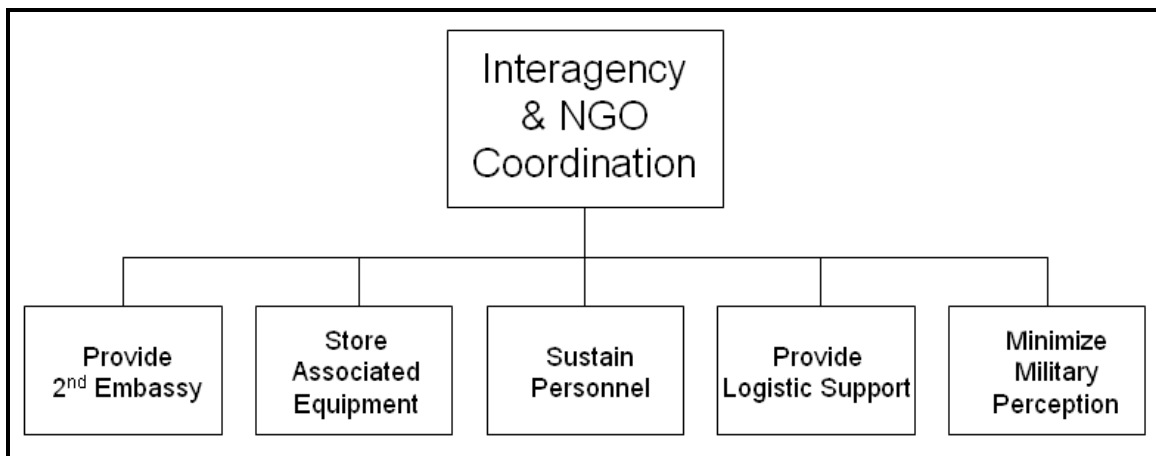 Interagency
& NGO
Coordination
Provide
2nd Embassy
Store
Associated
Equipment
Sustain
Personnel
Provide
Logistic Support
Minimize
Military
Perception